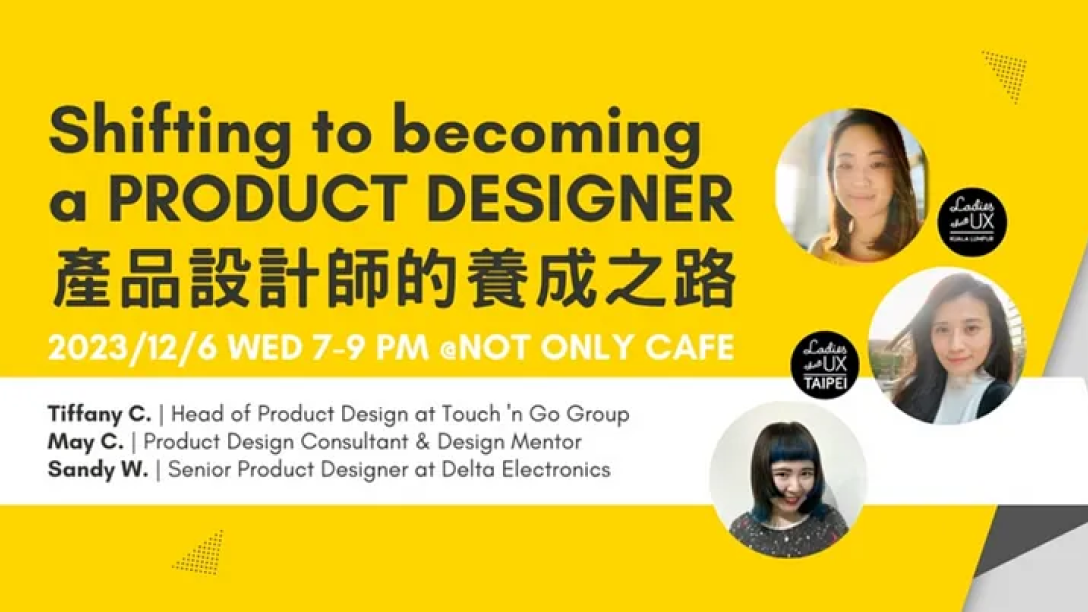 Shifting to becoming
a PRODUCT DESIGNER
產品設計師的養成之路
2023/12/6 WED 7-9 PM @NOT ONLY CAFE
Tiffany C. | Head of Product Design at Touch 'n Go Group
May C. | Product Design Consultant & Design Mentor
Sandy W. | Senior Product Designer at Delta Electronics
Ladies
that UX
KUALA LUMPUR
Ladies
that UX
TAIPEI